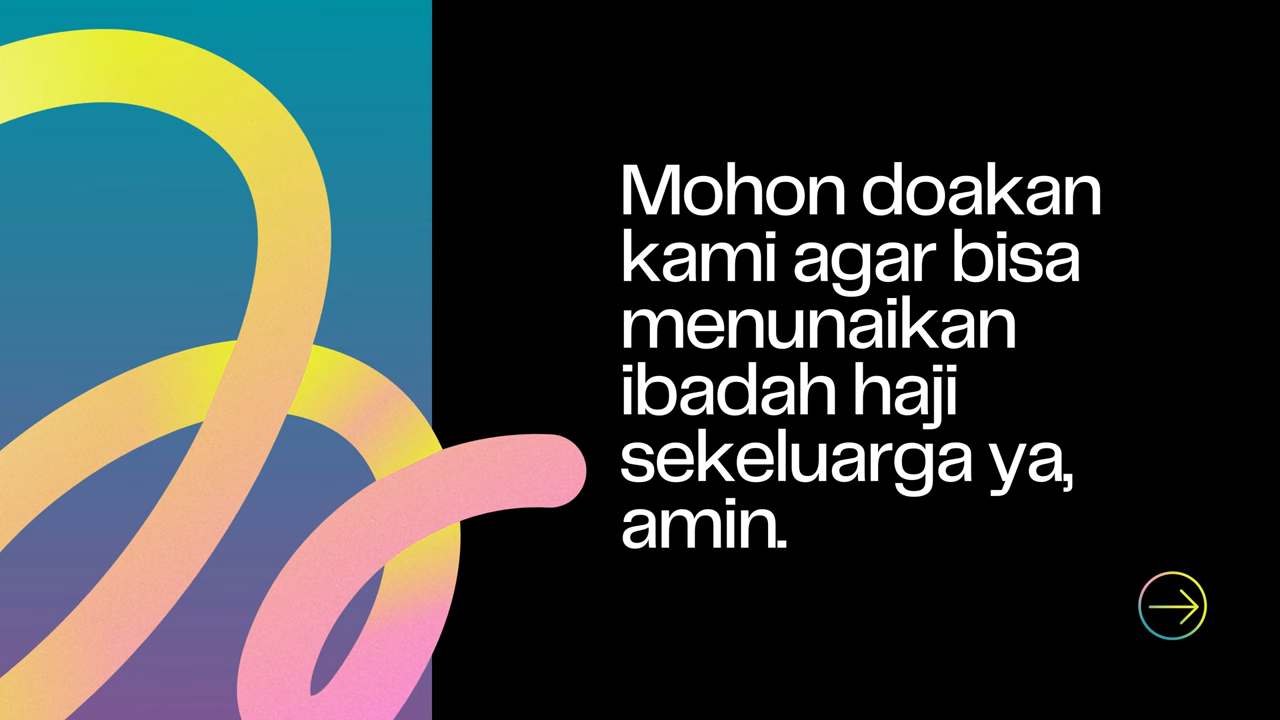 Mohon doakan
kami agar bisa
menunaikan
ibadah haji
sekeluarga ya,
amin.